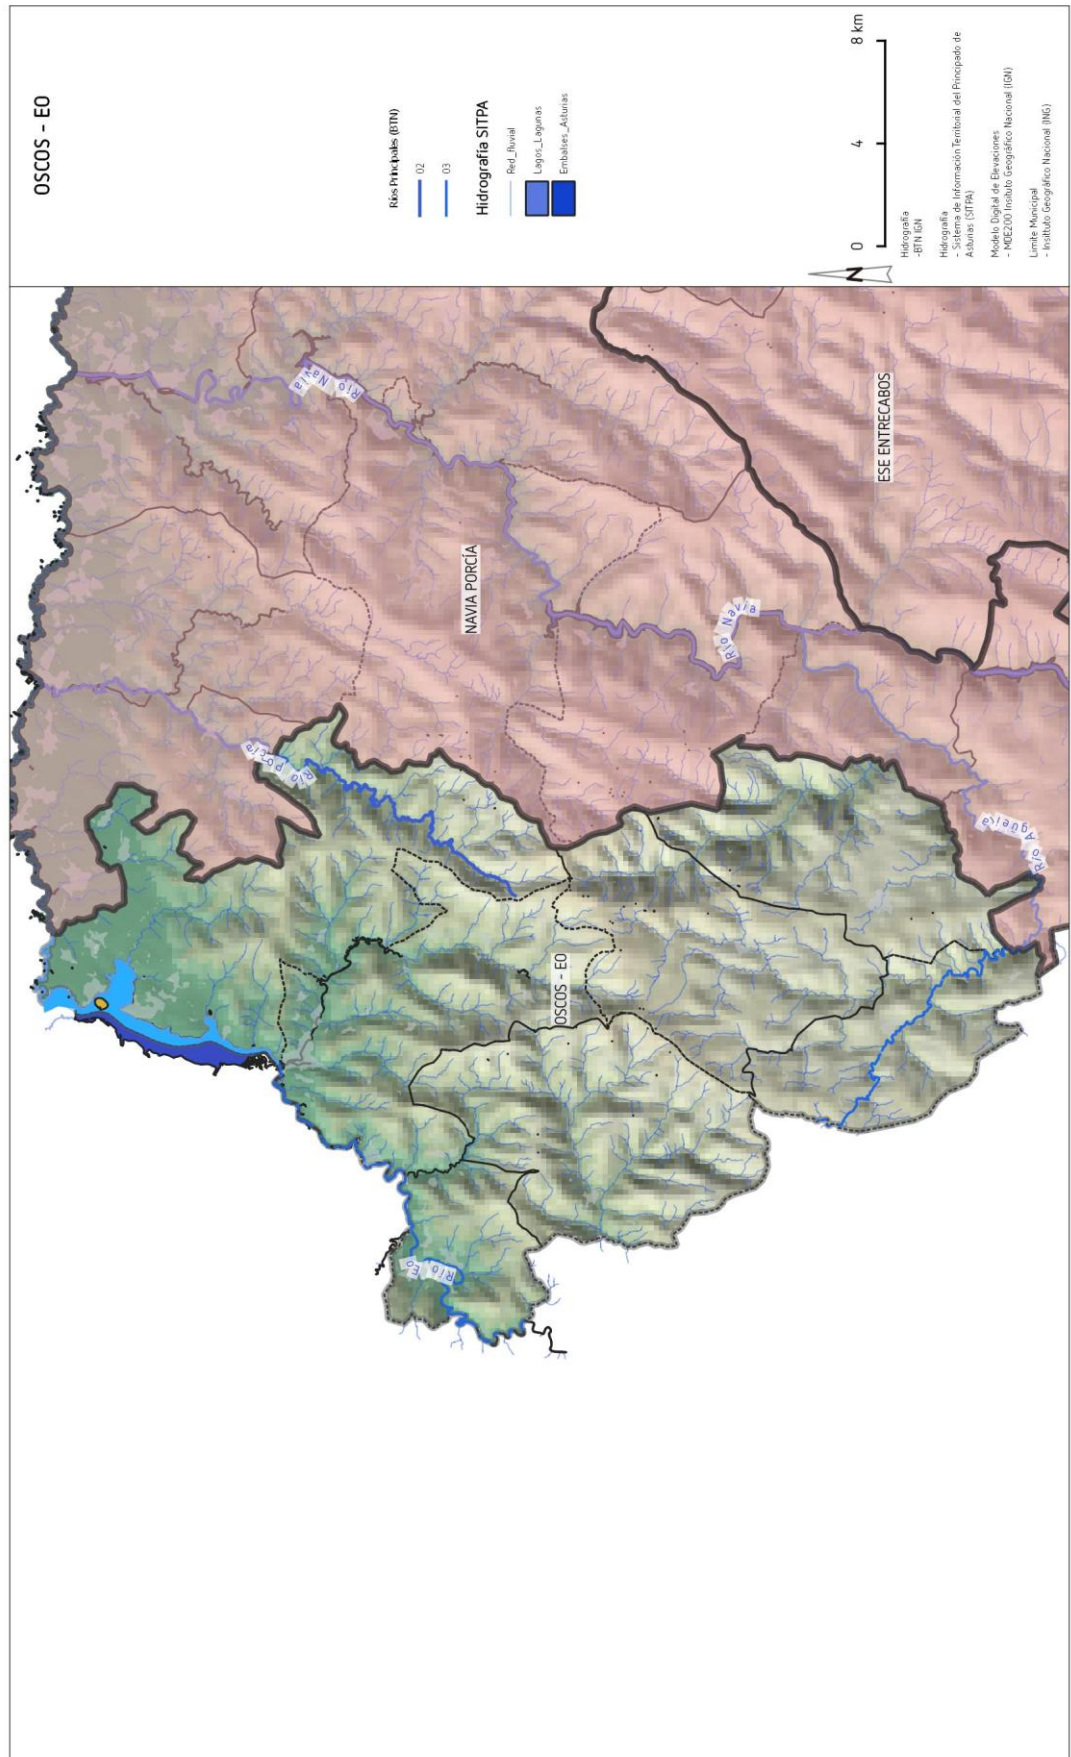 OSCOS - EO
Ríos Principales (BTN)
02
03
Hidrografía SITPA
Red_fluvial
Lagos_Lagunas
Embalses_Asturias
0 4 8 km
N
Hidrografía
-BTN IGN
Hidrografía
- Sistema de Información Territorial del Principado de
Asturias (SITPA)
Modelo Digital de Elevaciones
- MDE200 Insituto Geográfico Nacional (IGN)
Límite Municipal
- Insituto Geográfico Nacional (ING)
Río Navia
Río Porcía
NAVIA PORCÍA
ESE ENTRECABOS
Río Navia
OSCOS - EO
Río Eo
Río Agüeira